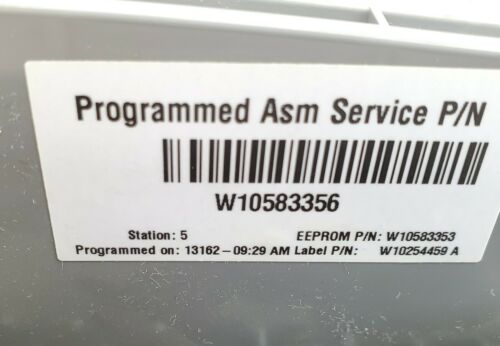 Programmed Asm Service P/N
W10583356
Station: 5 EEPROM P/N: W10583353
Programmed on: 13162-09:29 AM Label P/N: W10254459 A